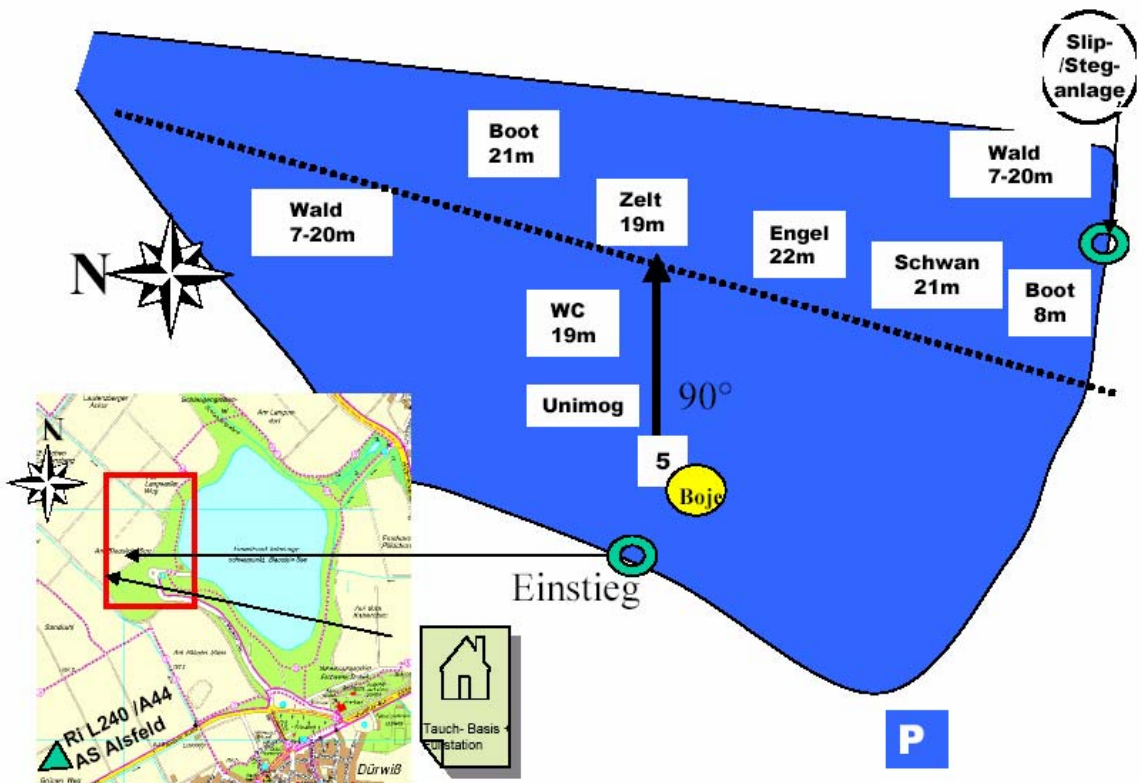 Slip-
/Steg-
anlage
Boot
21m
Wald
7-20m
Wald
7-20m
Zelt
19m
Engel
22m
Schwan
21m
Boot
8m
N
WC
19m
Unimog
90°
5
Boje
Einstieg
N
Ri L240 /A44
AS Alsfeld
Dürwiß
Tauch- Basis +
Füllstation
P